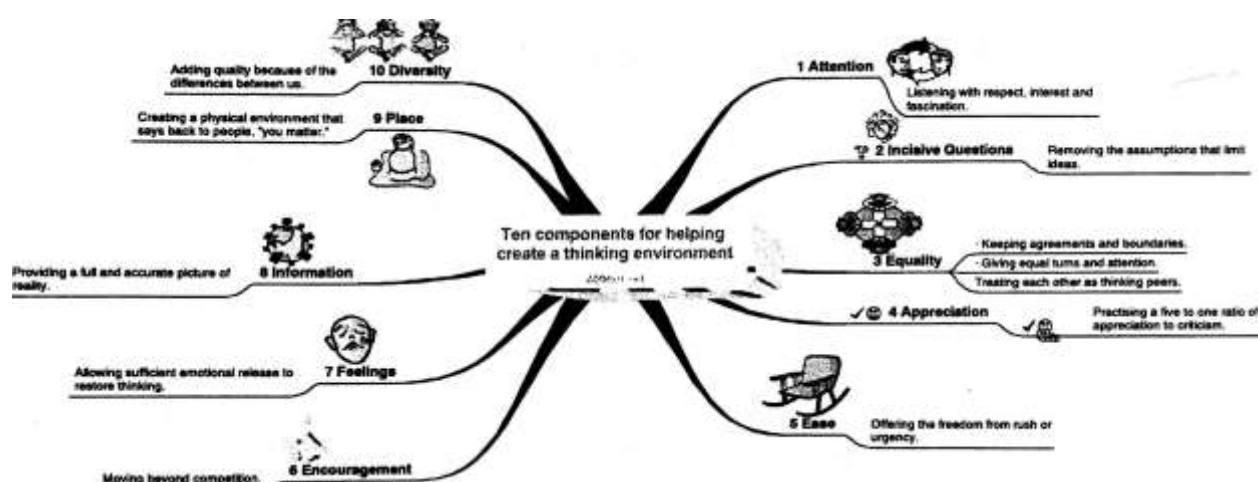 Ten components for helping
create a thinking environment
1 Attention
Listening with respect, interest and
fascination.
2 Incisive Questions
Removing the assumptions that limit
ideas.
3 Equality
· Keeping agreements and boundaries.
· Giving equal turns and attention.
Treating each other as thinking peers.
4 Appreciation
Practising a five to one ratio of
appreciation to criticism.
5 Ease
Offering the freedom from rush or
urgency.
6 Encouragement
Moving beyond competition.
7 Feelings
Allowing sufficient emotional release to
restore thinking.
8 Information
Providing a full and accurate picture of
reality.
9 Place
Creating a physical environment that
says back to people, "you matter."
10 Diversity
Adding quality because of the
differences between us.